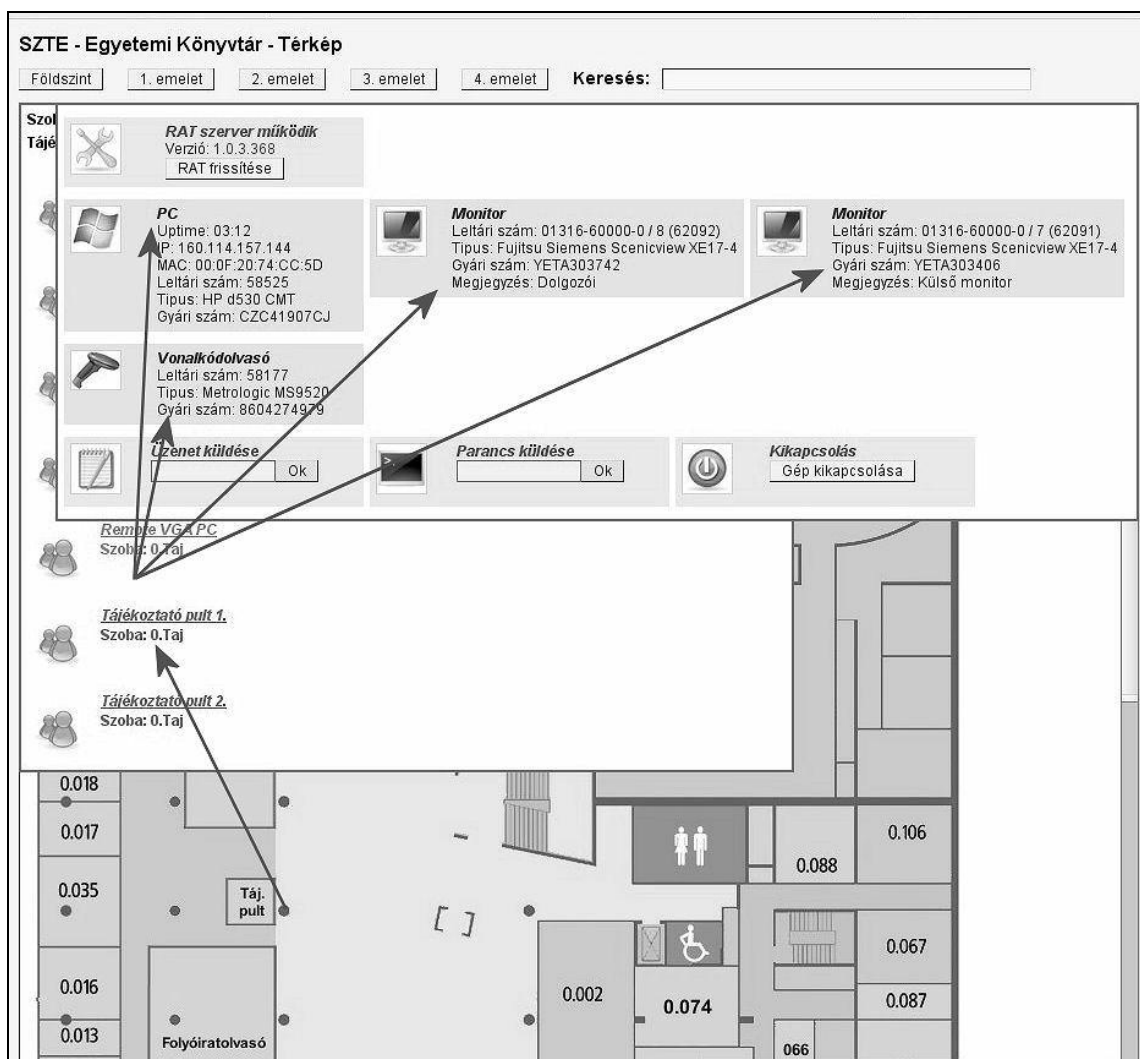 SZTE - Egyetemi Könyvtár - Térkép
Földszint 1. emelet 2. emelet 3. emelet 4. emelet Keresés:
Szol
Tájé
RAT szerver működik
Verzió: 1.0.3.368
RAT frissítése
PC
Uptime: 03:12
IP: 160.114.157.144
MAC: 00:0F:20:74:CC:5D
Leltári szám: 58525
Tipus: HP d530 CMT
Gyári szám: CZC41907CJ
Monitor
Leltári szám: 01316-60000-0 / 8 (62092)
Tipus: Fujitsu Siemens Scenicview XE17-4
Gyári szám: YETA303742
Megjegyzés: Dolgozói
Monitor
Leltári szám: 01316-60000-0 / 7 (62091)
Tipus: Fujitsu Siemens Scenicview XE17-4
Gyári szám: YETA303406
Megjegyzés: Külső monitor
Vonalkódolvasó
Leltári szám: 58177
Tipus: Metrologic MS9520
Gyári szám: 8604274979
Üzenet küldése
Ok
Parancs küldése
Ok
Kikapcsolás
Gép kikapcsolása
Remote VGA PC
Szoba: 0.Taj
Tájékoztató pult 1.
Szoba: 0.Taj
Tájékoztató pult 2.
Szoba: 0.Taj
0.018
0.017
0.035
Táj.
pult
0.016
0.013
Folyóiratolvasó
0.002
0.074
0.088
0.106
0.067
0.087
066